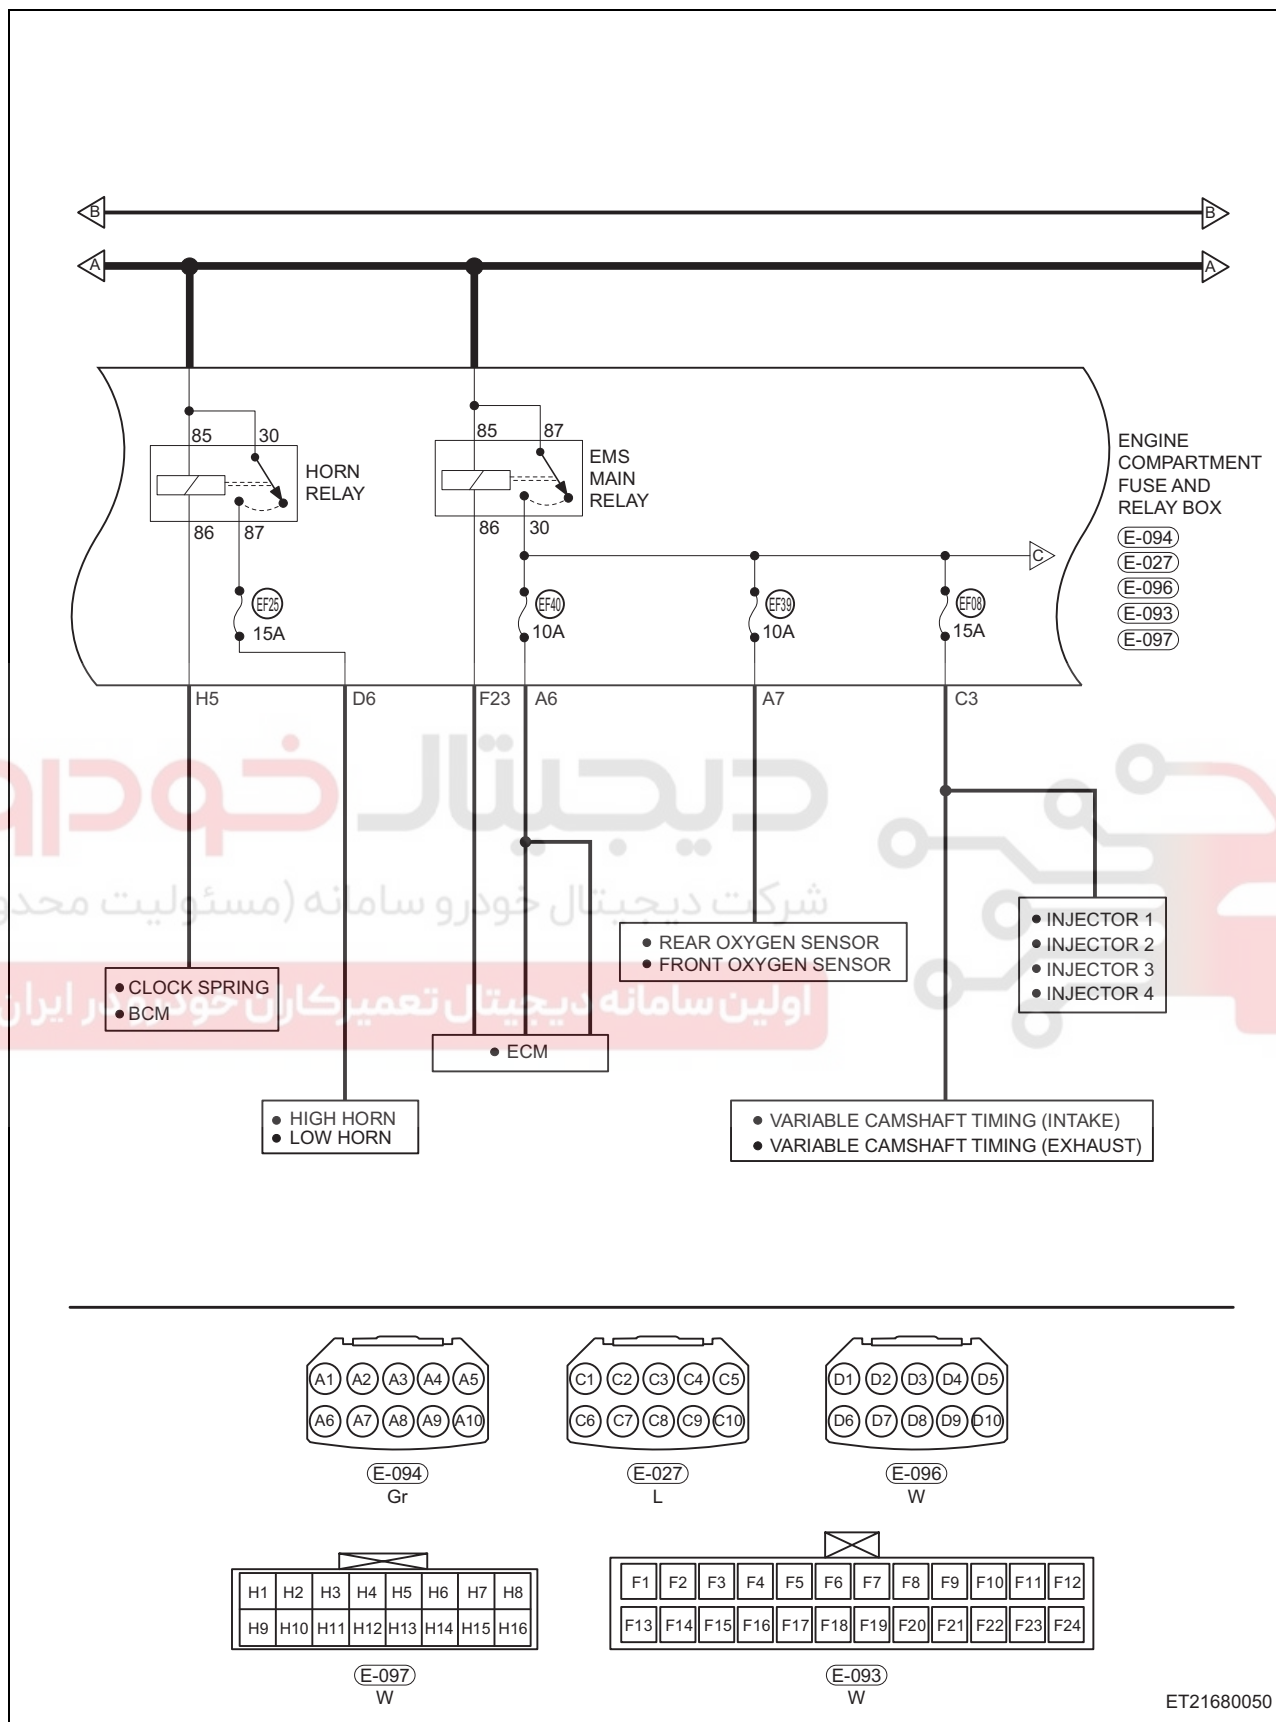 B B
A A
85 30
HORN
RELAY
86 87
EF25
15A
85 87
EMS
MAIN
RELAY
86 30
C
EF40
10A
EF39
10A
EF08
15A
ENGINE
COMPARTMENT
FUSE AND
RELAY BOX
E-094
E-027
E-096
E-093
E-097
H5 D6 F23 A6 A7 C3
دیجیتال خودرو
شرکت دیجیتال خودرو سامانه (مسئولیت محدو
اولین سامانه دیجیتال تعمیرکاران خودرو در ایران
• CLOCK SPRING
• BCM
• HIGH HORN
• LOW HORN
• ECM
• REAR OXYGEN SENSOR
• FRONT OXYGEN SENSOR
• INJECTOR 1
• INJECTOR 2
• INJECTOR 3
• INJECTOR 4
• VARIABLE CAMSHAFT TIMING (INTAKE)
• VARIABLE CAMSHAFT TIMING (EXHAUST)
A1 A2 A3 A4 A5
A6 A7 A8 A9 A10
E-094
Gr
C1 C2 C3 C4 C5
C6 C7 C8 C9 C10
E-027
L
D1 D2 D3 D4 D5
D6 D7 D8 D9 D10
E-096
W
H1 H2 H3 H4 H5 H6 H7 H8
H9 H10 H11 H12 H13 H14 H15 H16
E-097
W
F1 F2 F3 F4 F5 F6 F7 F8 F9 F10 F11 F12
F13 F14 F15 F16 F17 F18 F19 F20 F21 F22 F23 F24
E-093
W
ET21680050